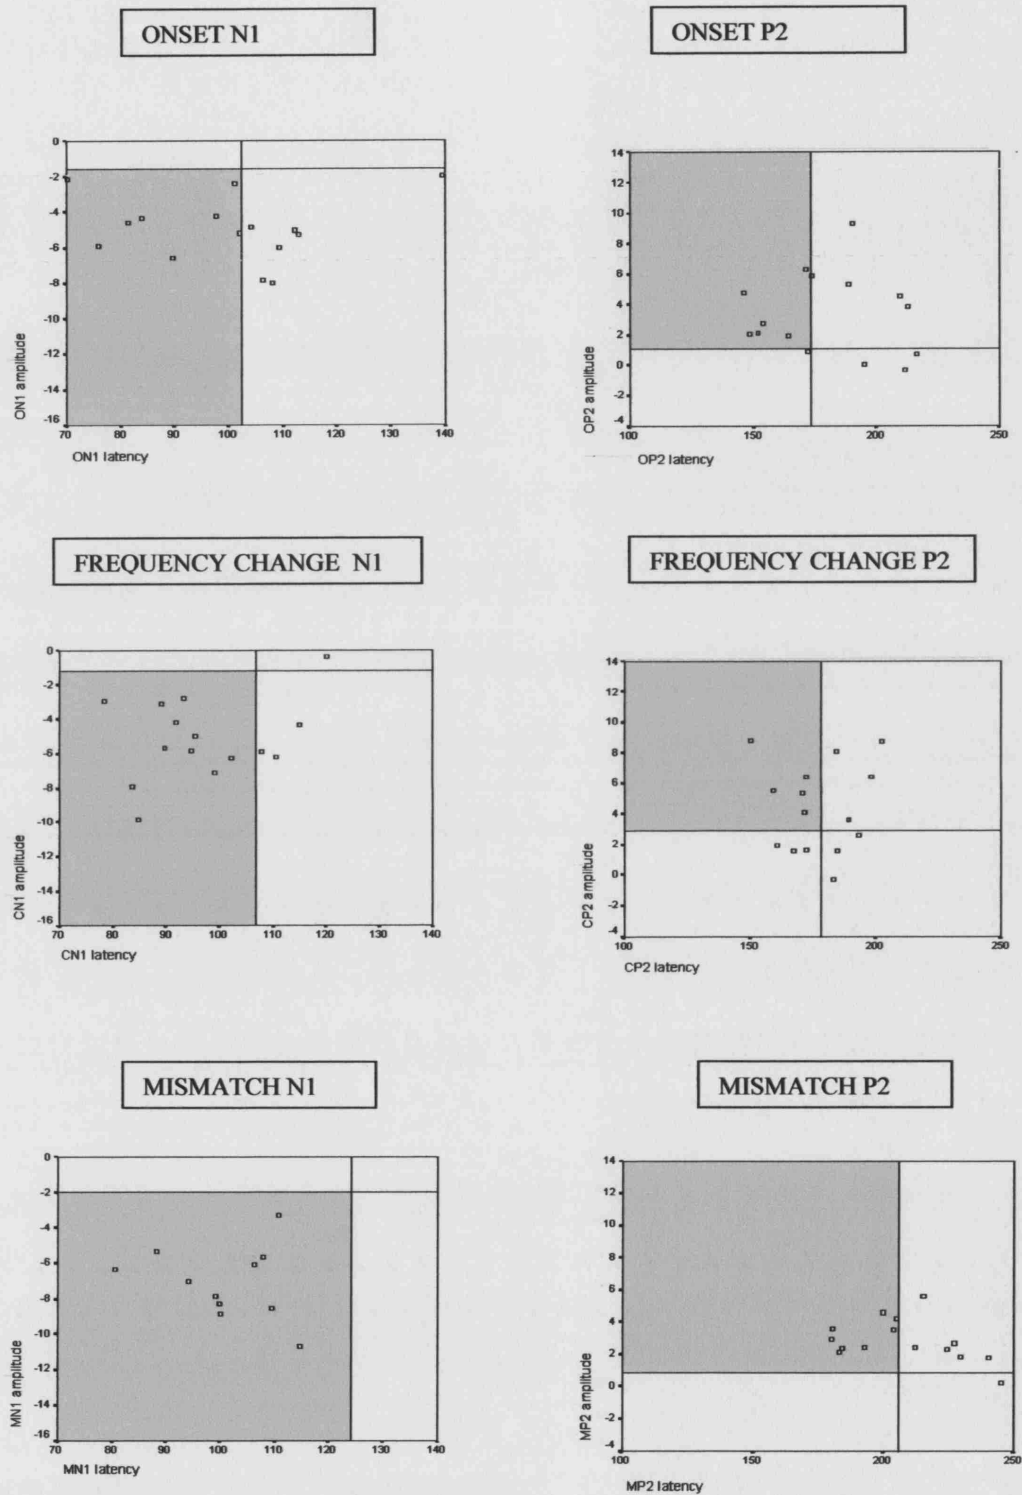 ONSET N1
ONSET P2
0
-2
-4
-6
-8
-10
-12
-14
-16
70 80 90 100 110 120 130 140
ON1 amplitude
ON1 latency
14
12
10
8
6
4
2
0
-2
-4
100 150 200 250
OP2 amplitude
OP2 latency
FREQUENCY CHANGE N1
FREQUENCY CHANGE P2
0
-2
-4
-6
-8
-10
-12
-14
-16
70 80 90 100 110 120 130 140
CN1 amplitude
CN1 latency
14
12
10
8
6
4
2
0
-2
-4
100 150 200 250
CP2 amplitude
CP2 latency
MISMATCH N1
MISMATCH P2
0
-2
-4
-6
-8
-10
-12
-14
-16
70 80 90 100 110 120 130 140
MN1 amplitude
MN1 latency
14
12
10
8
6
4
2
0
-2
-4
100 150 200 250
MP2 amplitude
MP2 latency